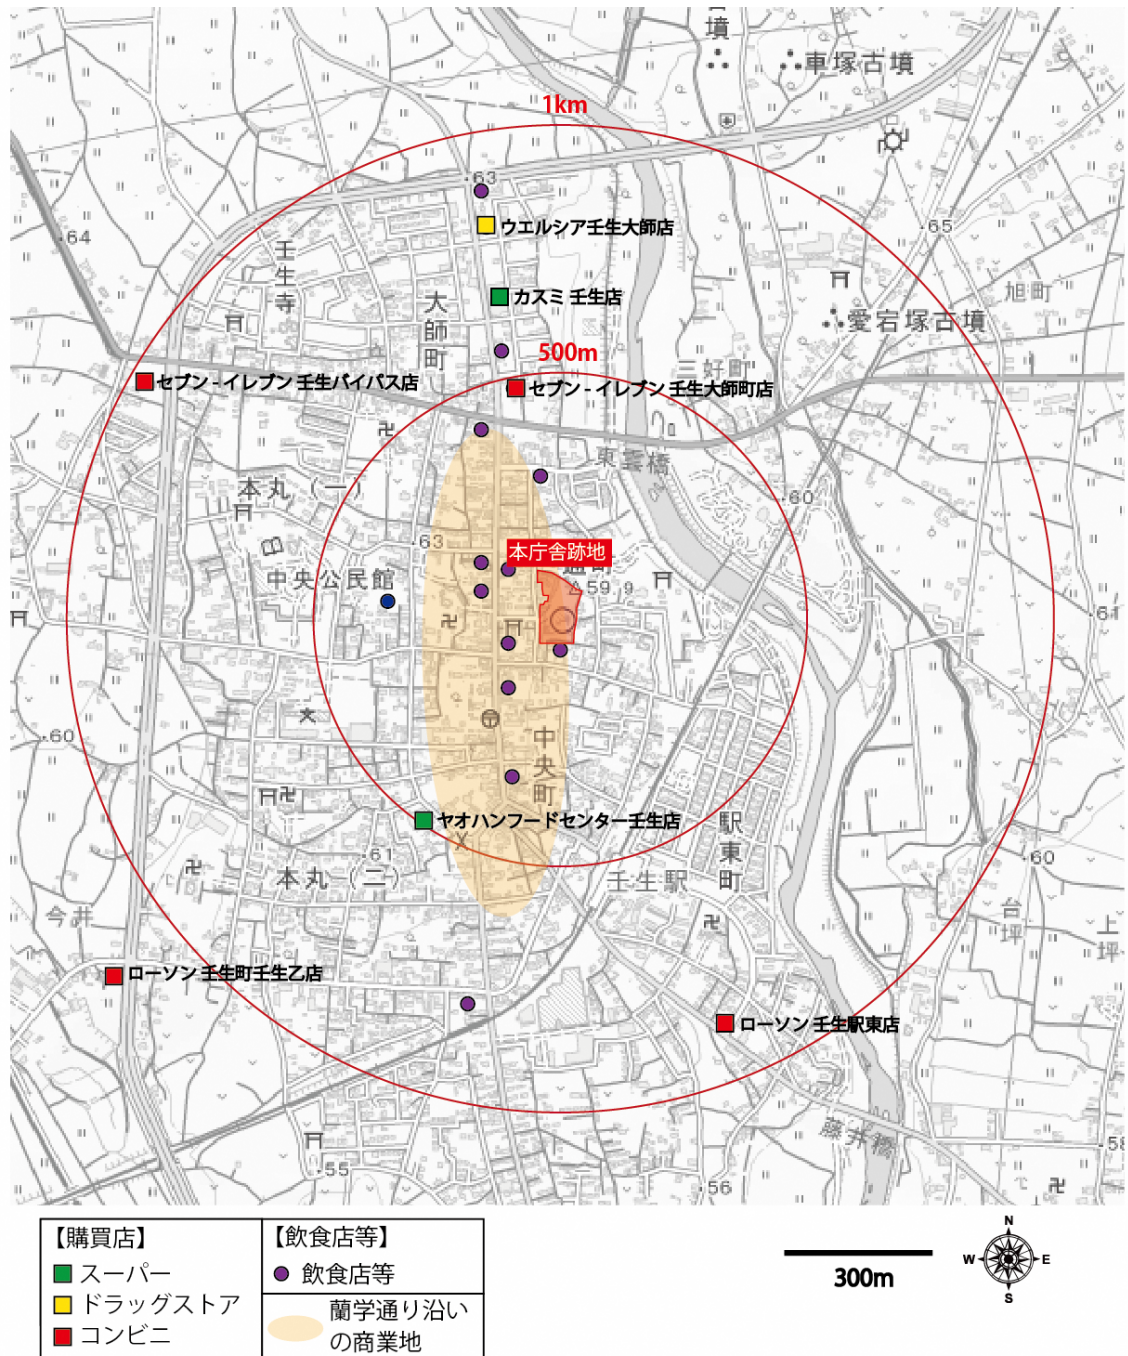 古墳
車塚古墳
1km
.63
ウエルシア壬生大師店
.65
.64
壬生寺
カスミ 壬生店
大師町
旭町
愛宕塚古墳
500m
三好町
セブン - イレブン 壬生バイパス店
セブン - イレブン 壬生大師町店
東雲橋
本丸(一)
.60
.63
本庁舎跡地
通町
59.9
中央公民館
.61
.60
中央町
ヤオハンフードセンター壬生店
駅東町
.61
.60
本丸(二)
壬生駅
今井
台坪
上坪
ローソン 壬生町壬生乙店
ローソン 壬生駅東店
藤井橋
.58
.55
.56
【購買店】
スーパー
ドラッグストア
コンビニ
【飲食店等】
飲食店等
蘭学通り沿い
の商業地
300m
N
W
E
S